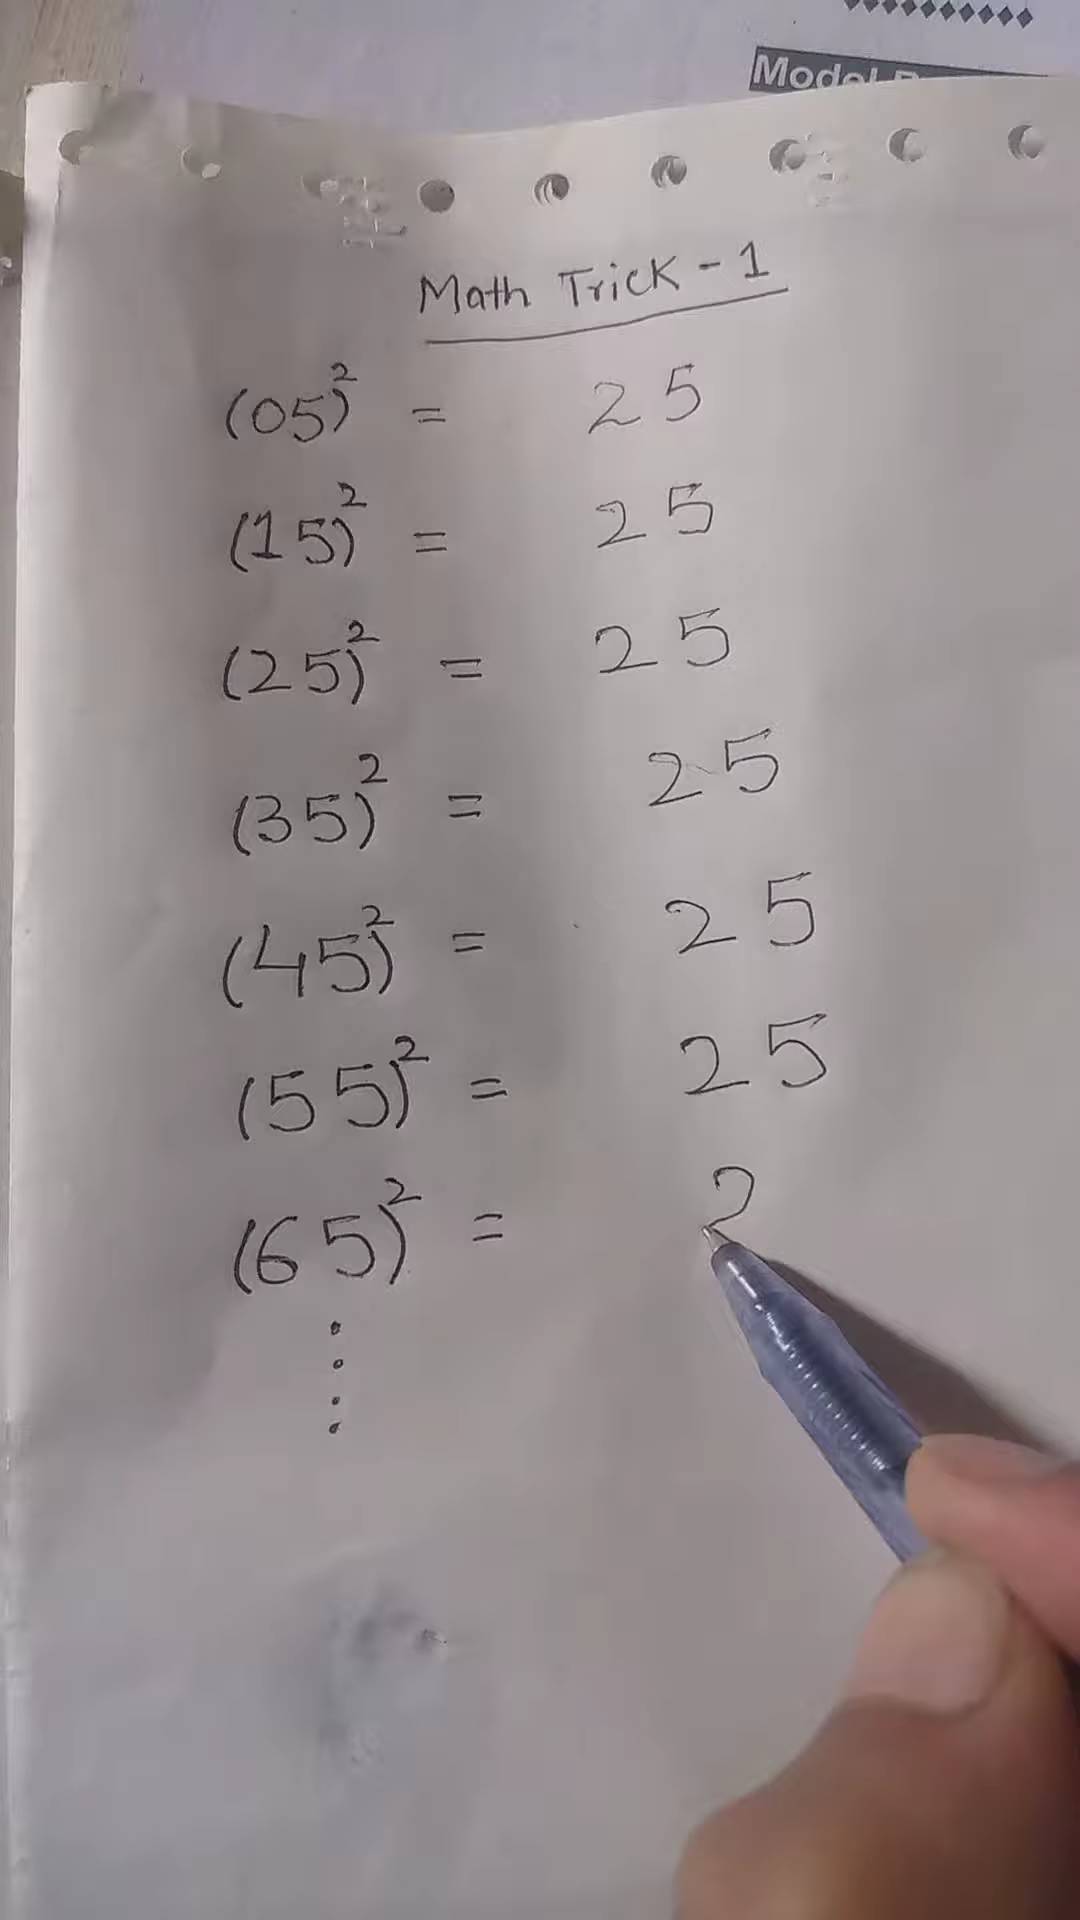 Model
Math Trick - 1
(05)² = 25
(15)² = 25
(25)² = 25
(35)² = 25
(45)² = 25
(55)² = 25
(65)² = 2